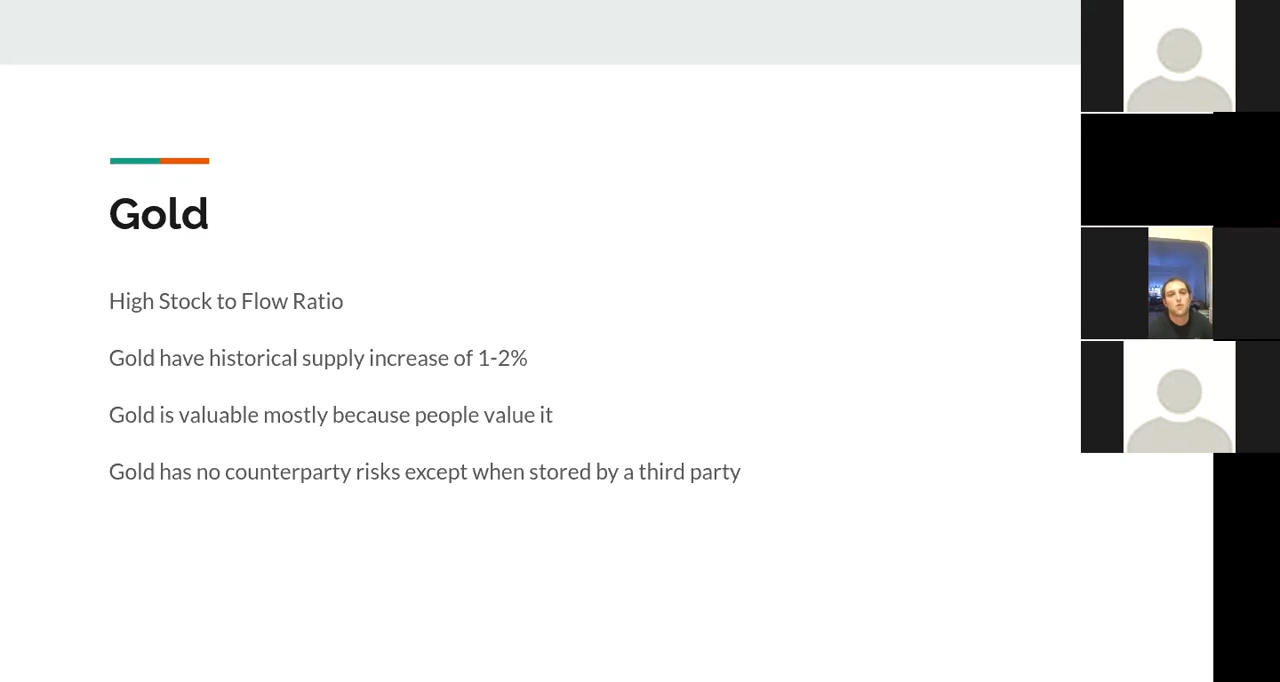 Gold
High Stock to Flow Ratio
Gold have historical supply increase of 1-2%
Gold is valuable mostly because people value it
Gold has no counterparty risks except when stored by a third party